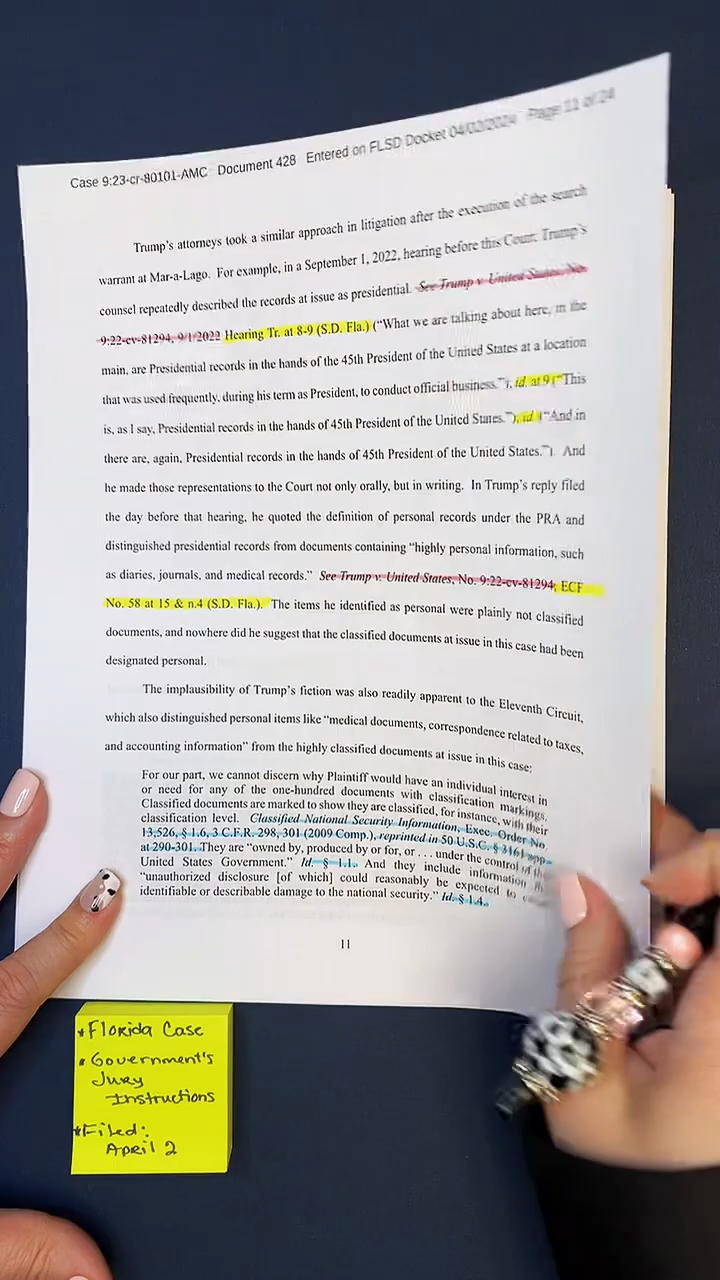 Case 9:23-cr-80101-AMC Document 428 Entered on FLSD Docket 04/02/2024 Page 11 of 24
Trump's attorneys took a similar approach in litigation after the execution of the search
warrant at Mar-a-Lago. For example, in a September 1, 2022, hearing before this Court, Trump's
counsel repeatedly described the records at issue as presidential. See Trump v. United States, No.
9:22-cv-81294, 9/1/2022 Hearing Tr. at 8-9 (S.D. Fla.) ("What we are talking about here, in the
main, are Presidential records in the hands of the 45th President of the United States at a location
that was used frequently, during his term as President, to conduct official business."); id. at 9 ("This
is, as I say, Presidential records in the hands of 45th President of the United States."); id. ("And in
there are, again, Presidential records in the hands of 45th President of the United States."). And
he made those representations to the Court not only orally, but in writing. In Trump's reply filed
the day before that hearing, he quoted the definition of personal records under the PRA and
distinguished presidential records from documents containing "highly personal information, such
as diaries, journals, and medical records." See Trump v. United States, No. 9:22-cv-81294, ECF
No. 58 at 15 & n.4 (S.D. Fla.). The items he identified as personal were plainly not classified
documents, and nowhere did he suggest that the classified documents at issue in this case had been
designated personal.
The implausibility of Trump's fiction was also readily apparent to the Eleventh Circuit,
which also distinguished personal items like "medical documents, correspondence related to taxes,
and accounting information" from the highly classified documents at issue in this case:
For our part, we cannot discern why Plaintiff would have an individual interest in
or need for any of the one-hundred documents with classification markings.
Classified documents are marked to show they are classified, for instance, with their
classification level. Classified National Security Information, Exec. Order No.
13,526, § 1.6, 3 C.F.R. 298, 301 (2009 Comp.), reprinted in 50 U.S.C. § 3161 app.
at 290-301. They are "owned by, produced by or for, or . . . under the control of the
United States Government." Id. § 1.1. And they include information the
"unauthorized disclosure [of which] could reasonably be expected to cause
identifiable or describable damage to the national security." Id. § 1.4.
11
* Florida Case
* Government's
Jury
Instructions
* Filed:
April 2